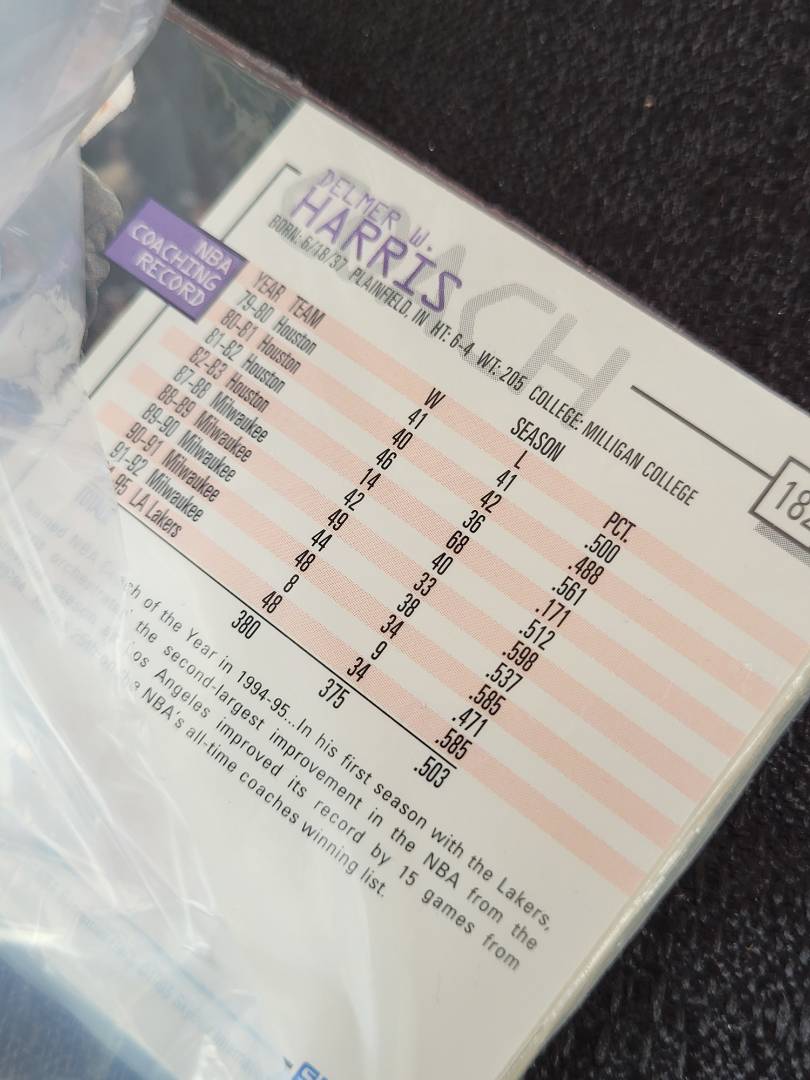 COACH
DELMER W.
HARRIS
BORN: 6/18/37 PLAINFIELD, IN HT: 6-4 WT: 205 COLLEGE: MILLIGAN COLLEGE
182
NBA
COACHING
RECORD
SEASON
YEAR TEAM W L PCT.
79-80 Houston 41 41 .500
80-81 Houston 40 42 .488
81-82 Houston 46 36 .561
82-83 Houston 14 68 .171
87-88 Milwaukee 42 40 .512
88-89 Milwaukee 49 33 .598
89-90 Milwaukee 44 38 .537
90-91 Milwaukee 48 34 .585
91-92 Milwaukee 8 9 .471
95 LA Lakers 48 34 .585
380 375 .503
of the Year in 1994-95...In his first season with the Lakers,
the second-largest improvement in the NBA from the
Angeles improved its record by 15 games from
NBA's all-time coaches winning list.